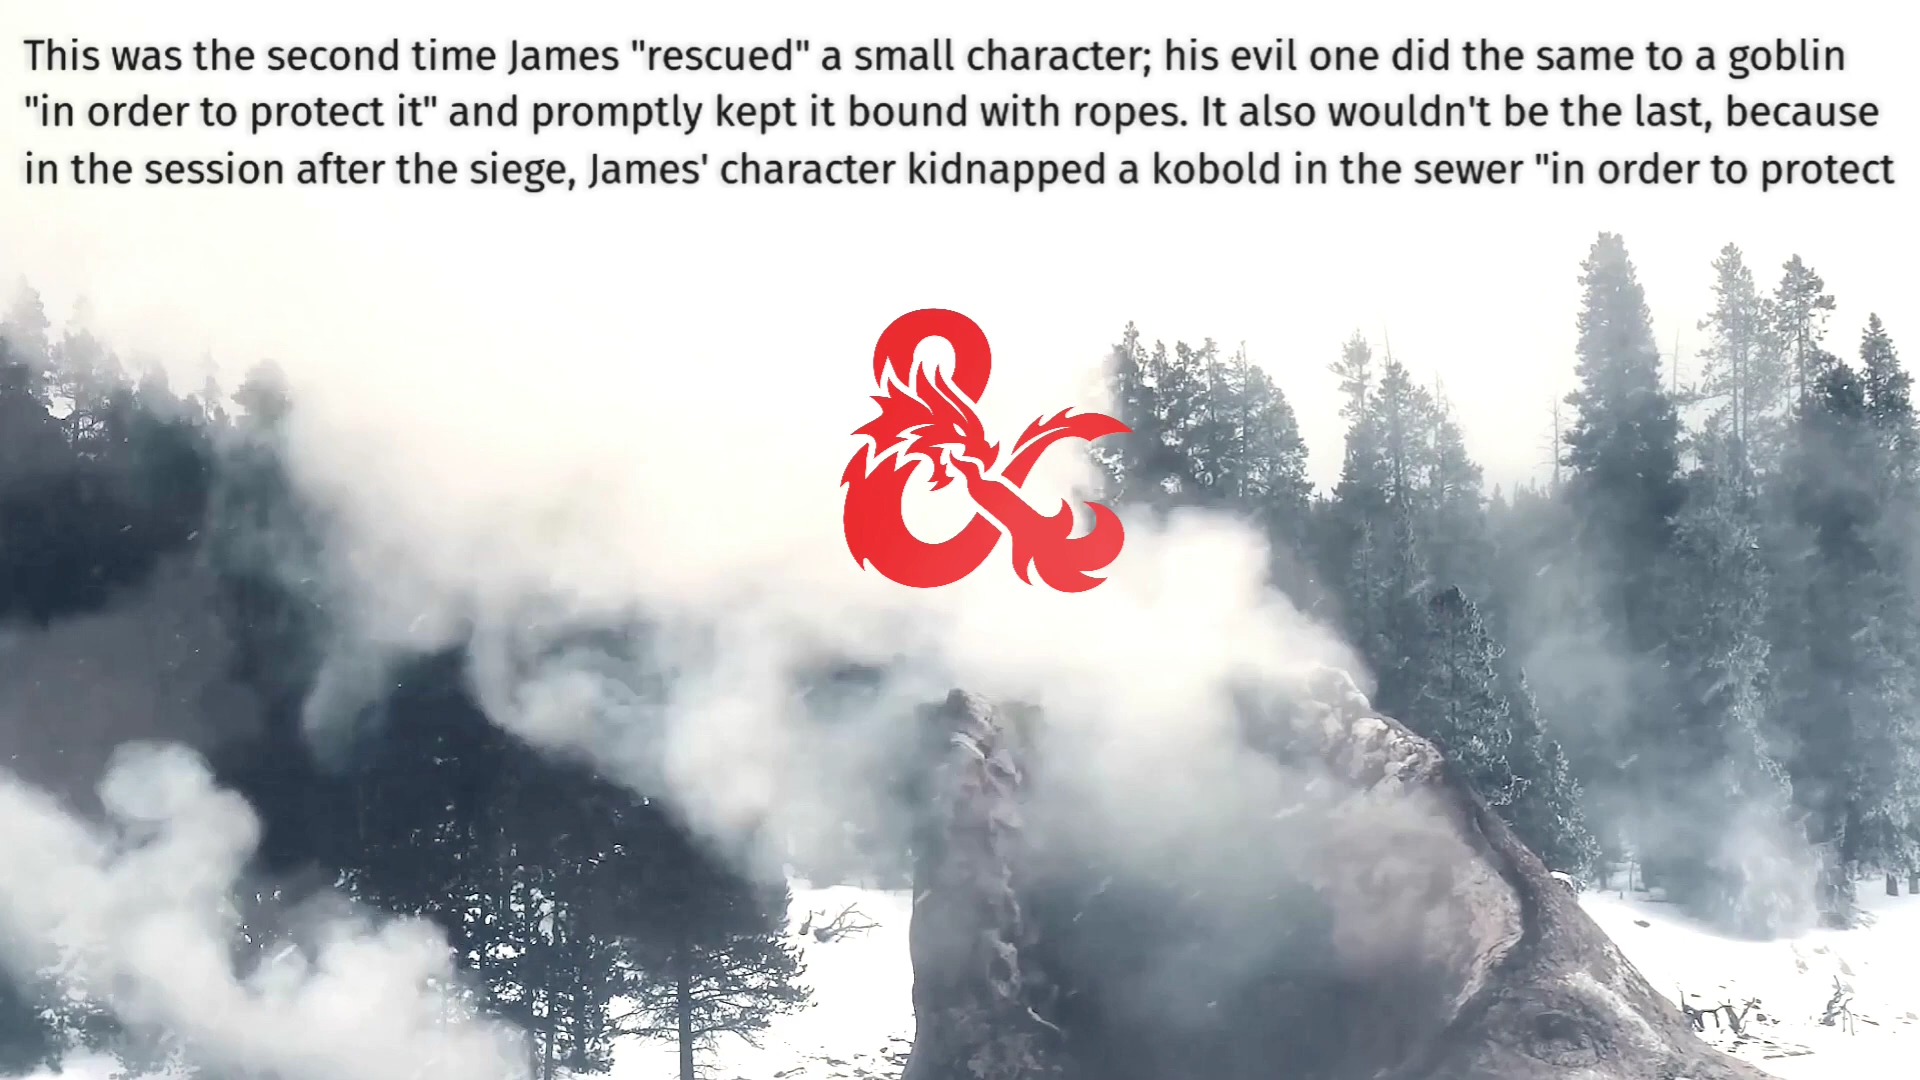 This was the second time James "rescued" a small character; his evil one did the same to a goblin
"in order to protect it" and promptly kept it bound with ropes. It also wouldn't be the last, because
in the session after the siege, James' character kidnapped a kobold in the sewer "in order to protect